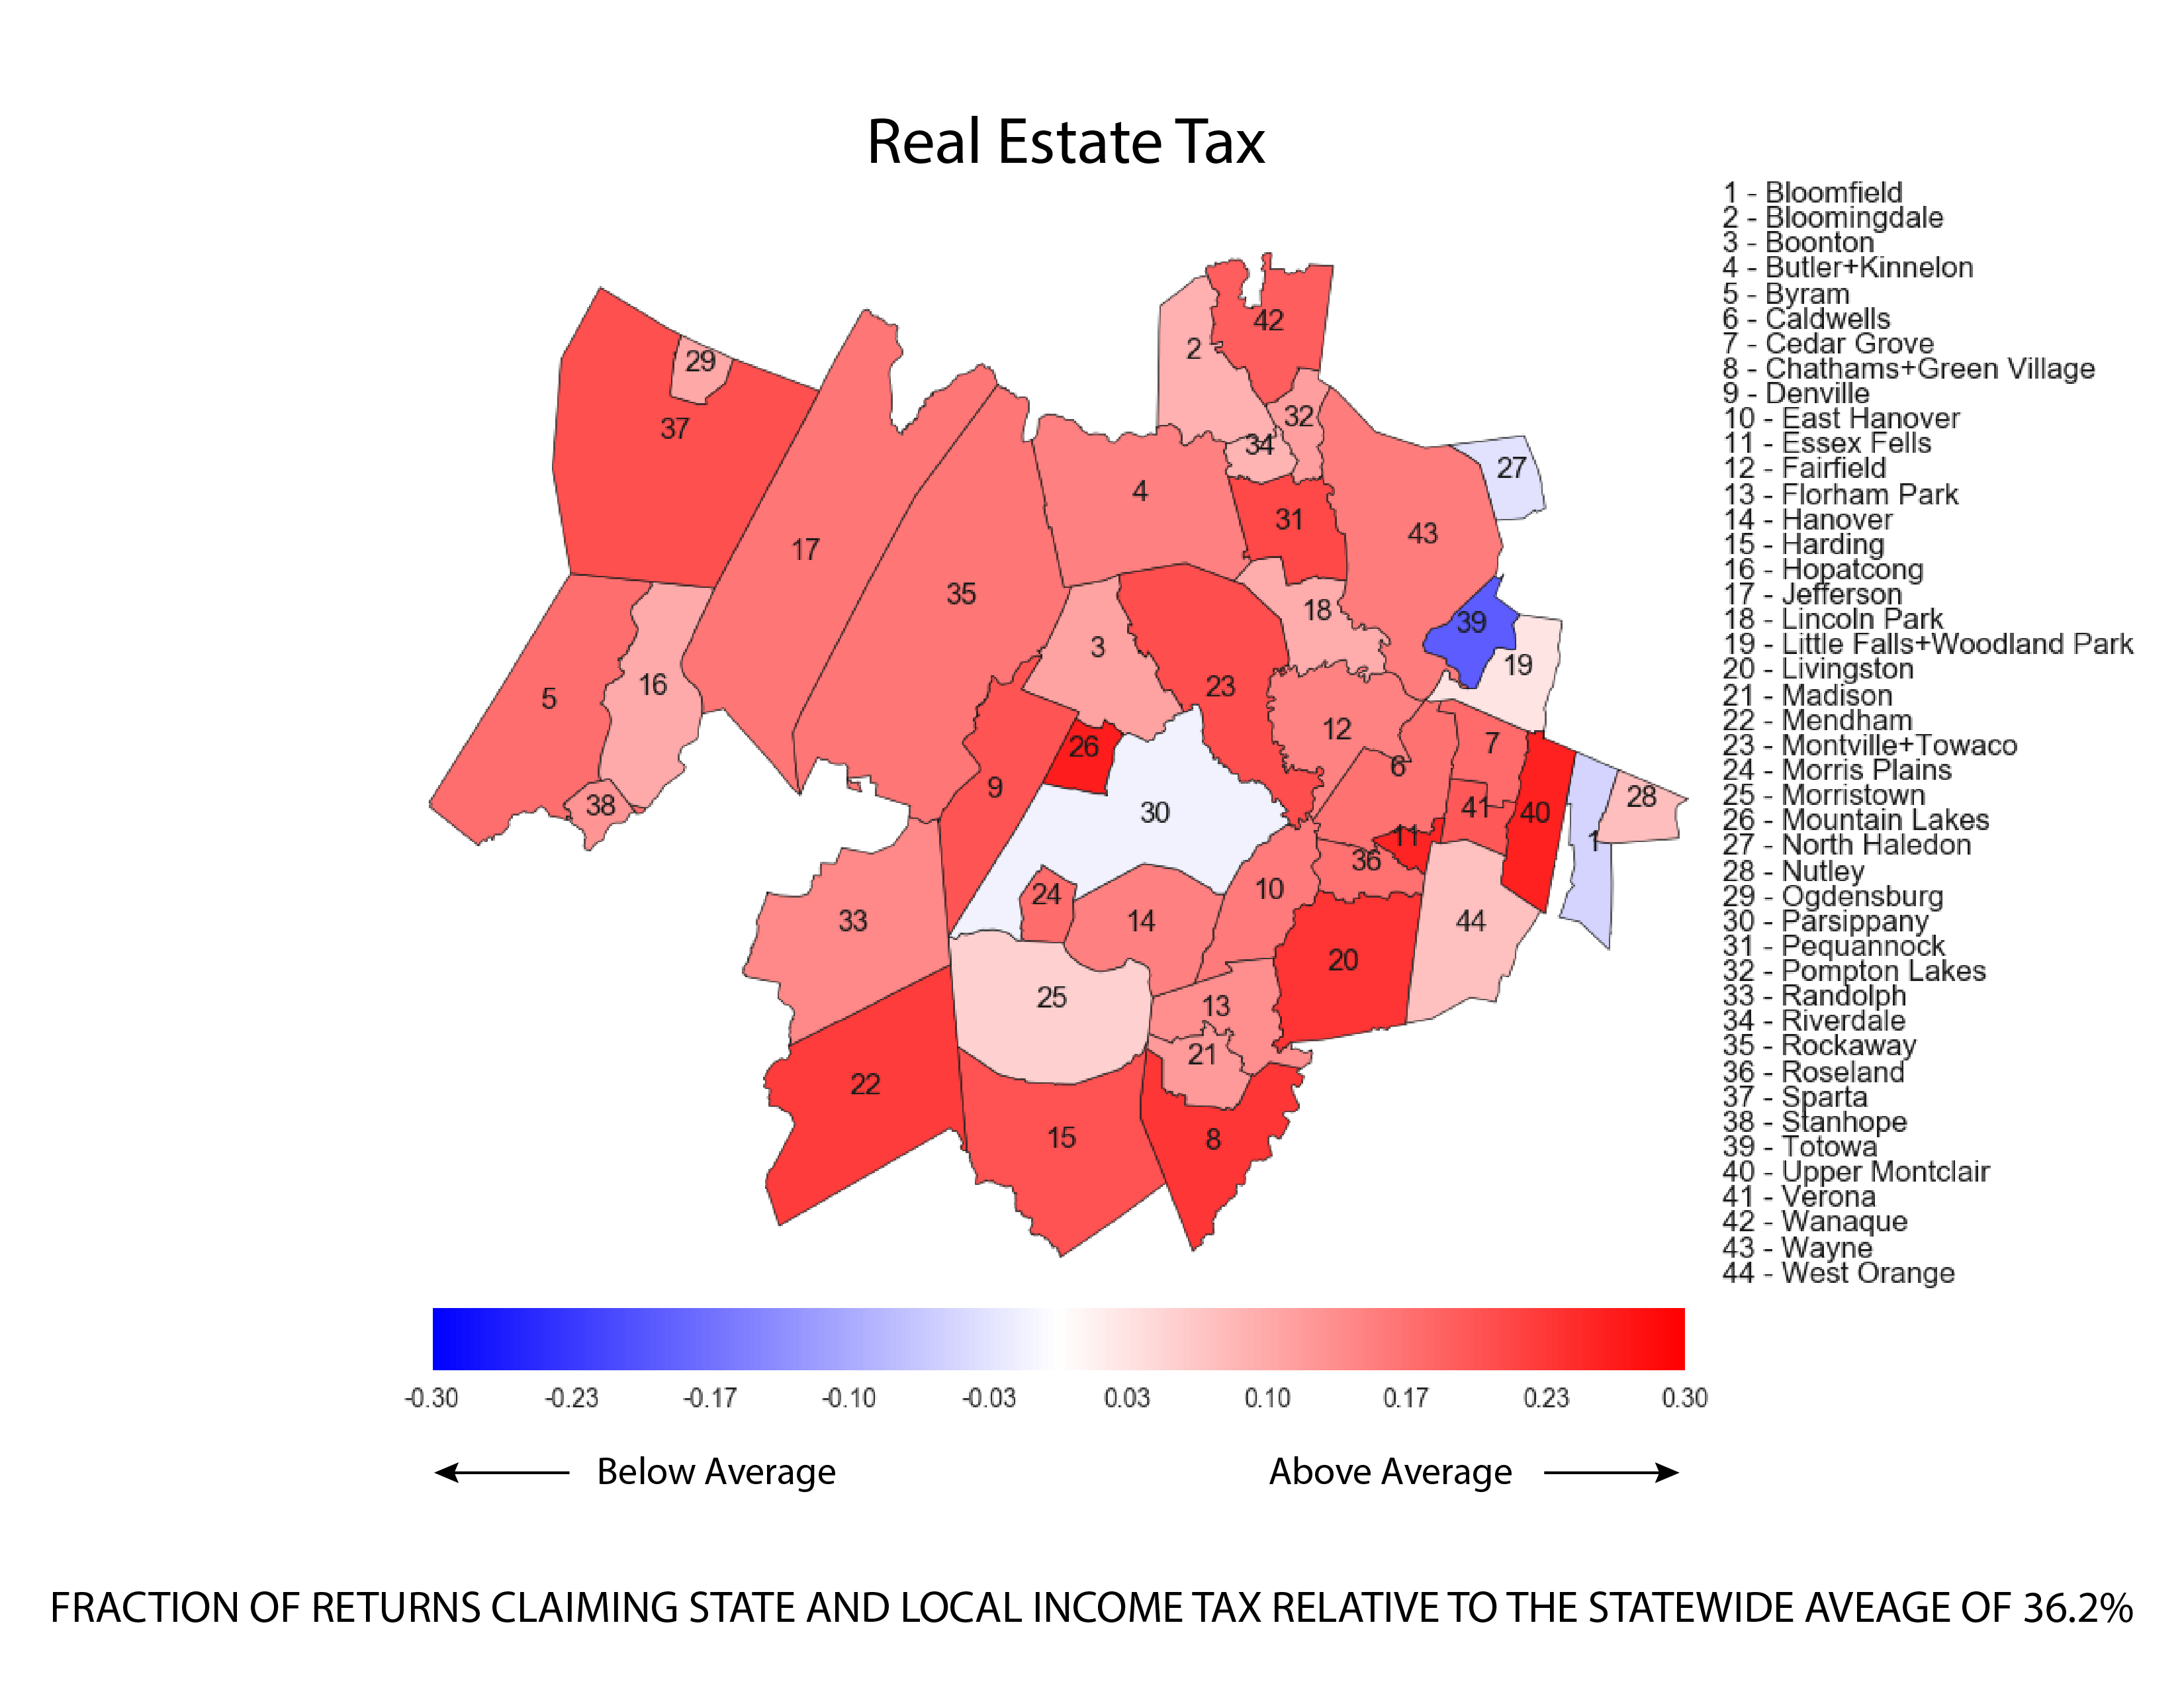 Real Estate Tax
1 - Bloomfield
2 - Bloomingdale
3 - Boonton
4 - Butler+Kinnelon
5 - Byram
6 - Caldwells
7 - Cedar Grove
8 - Chathams+Green Village
9 - Denville
10 - East Hanover
11 - Essex Fells
12 - Fairfield
13 - Florham Park
14 - Hanover
15 - Harding
16 - Hopatcong
17 - Jefferson
18 - Lincoln Park
19 - Little Falls+Woodland Park
20 - Livingston
21 - Madison
22 - Mendham
23 - Montville+Towaco
24 - Morris Plains
25 - Morristown
26 - Mountain Lakes
27 - North Haledon
28 - Nutley
29 - Ogdensburg
30 - Parsippany
31 - Pequannock
32 - Pompton Lakes
33 - Randolph
34 - Riverdale
35 - Rockaway
36 - Roseland
37 - Sparta
38 - Stanhope
39 - Totowa
40 - Upper Montclair
41 - Verona
42 - Wanaque
43 - Wayne
44 - West Orange
42
2
29
32
37
34
27
4
31
43
17
35
18
39
3
19
16
23
5
12
7
26
6
9
28
38
41
40
30
11
1
36
10
24
33
14
44
20
25
13
21
22
15
8
-0.30 -0.23 -0.17 -0.10 -0.03 0.03 0.10 0.17 0.23 0.30
Below Average Above Average
FRACTION OF RETURNS CLAIMING STATE AND LOCAL INCOME TAX RELATIVE TO THE STATEWIDE AVEAGE OF 36.2%